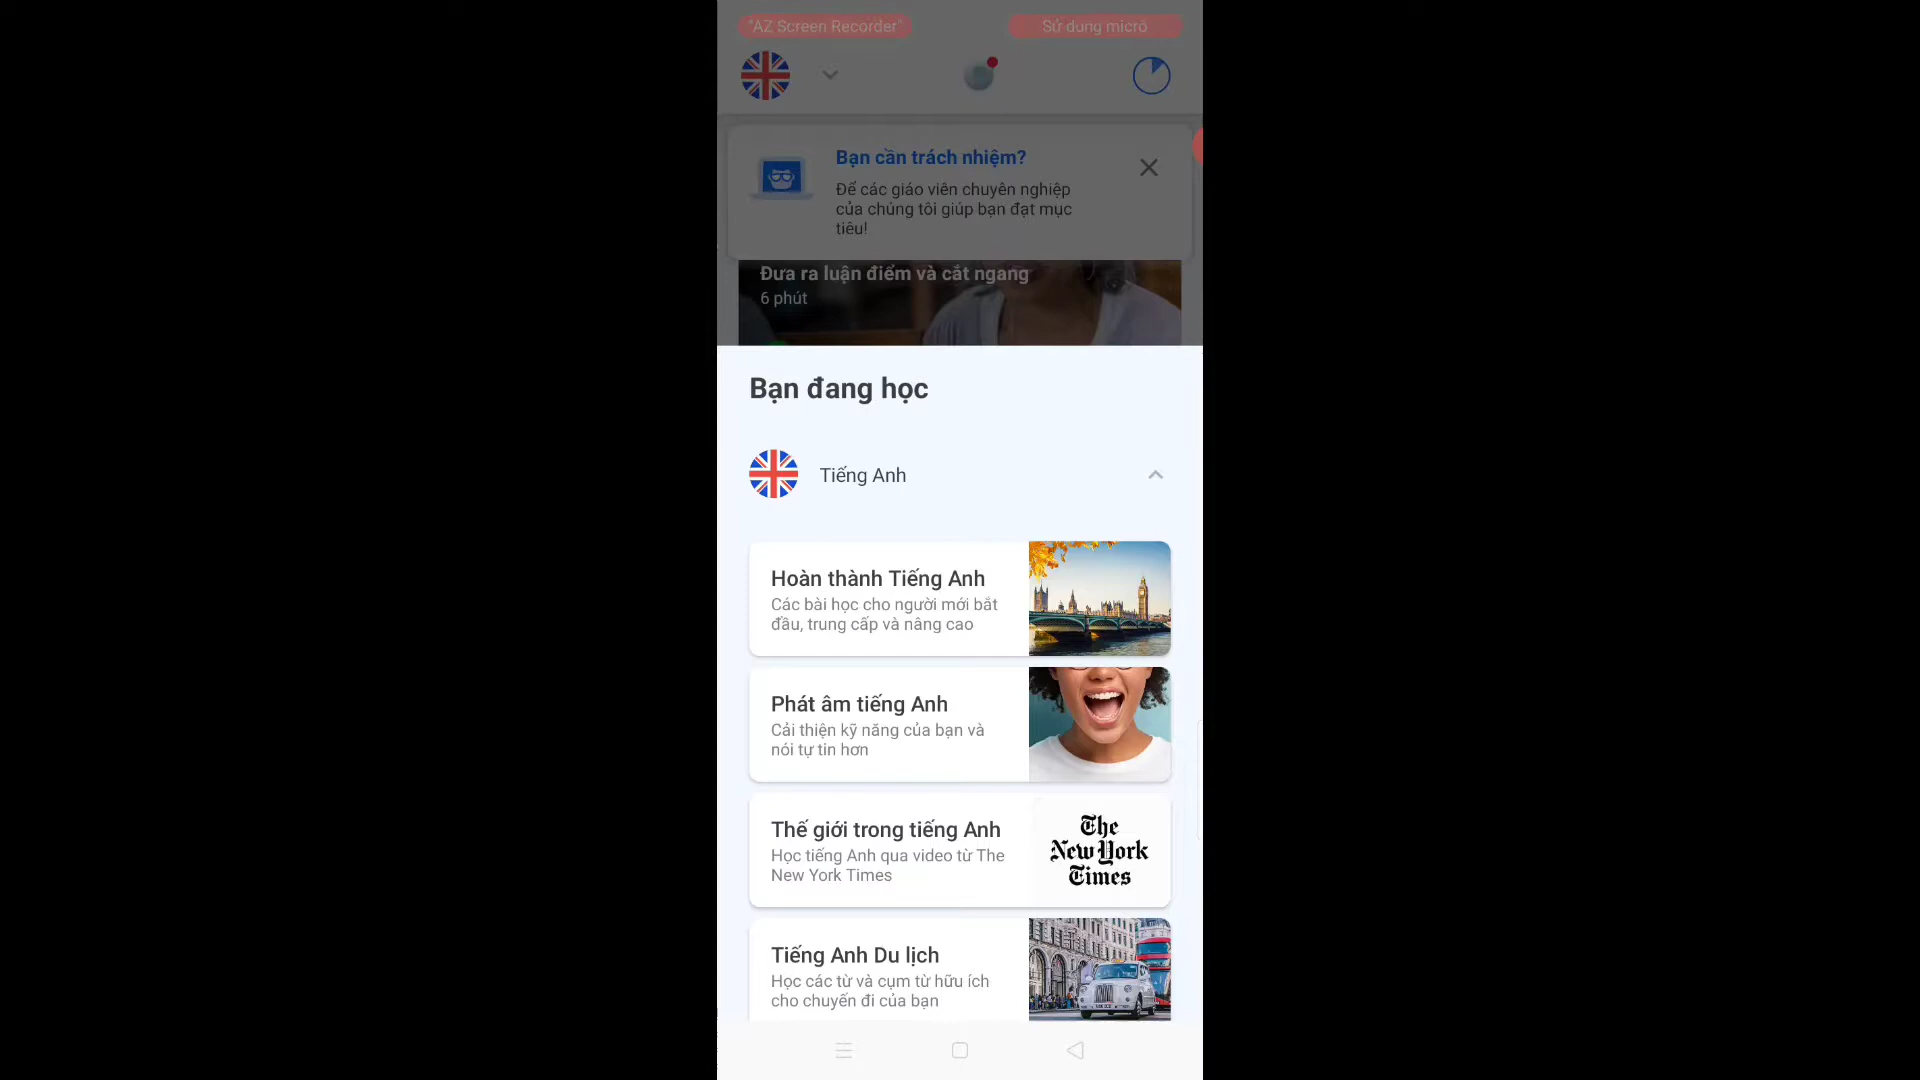 "AZ Screen Recorder"
Sử dụng micrô
Bạn cần trách nhiệm?
Để các giáo viên chuyên nghiệp
của chúng tôi giúp bạn đạt mục
tiêu!
Đưa ra luận điểm và cắt ngang
6 phút
Bạn đang học
Tiếng Anh
Hoàn thành Tiếng Anh
Các bài học cho người mới bắt
đầu, trung cấp và nâng cao
Phát âm tiếng Anh
Cải thiện kỹ năng của bạn và
nói tự tin hơn
Thế giới trong tiếng Anh
Học tiếng Anh qua video từ The
New York Times
The
New York
Times
Tiếng Anh Du lịch
Học các từ và cụm từ hữu ích
cho chuyến đi của bạn